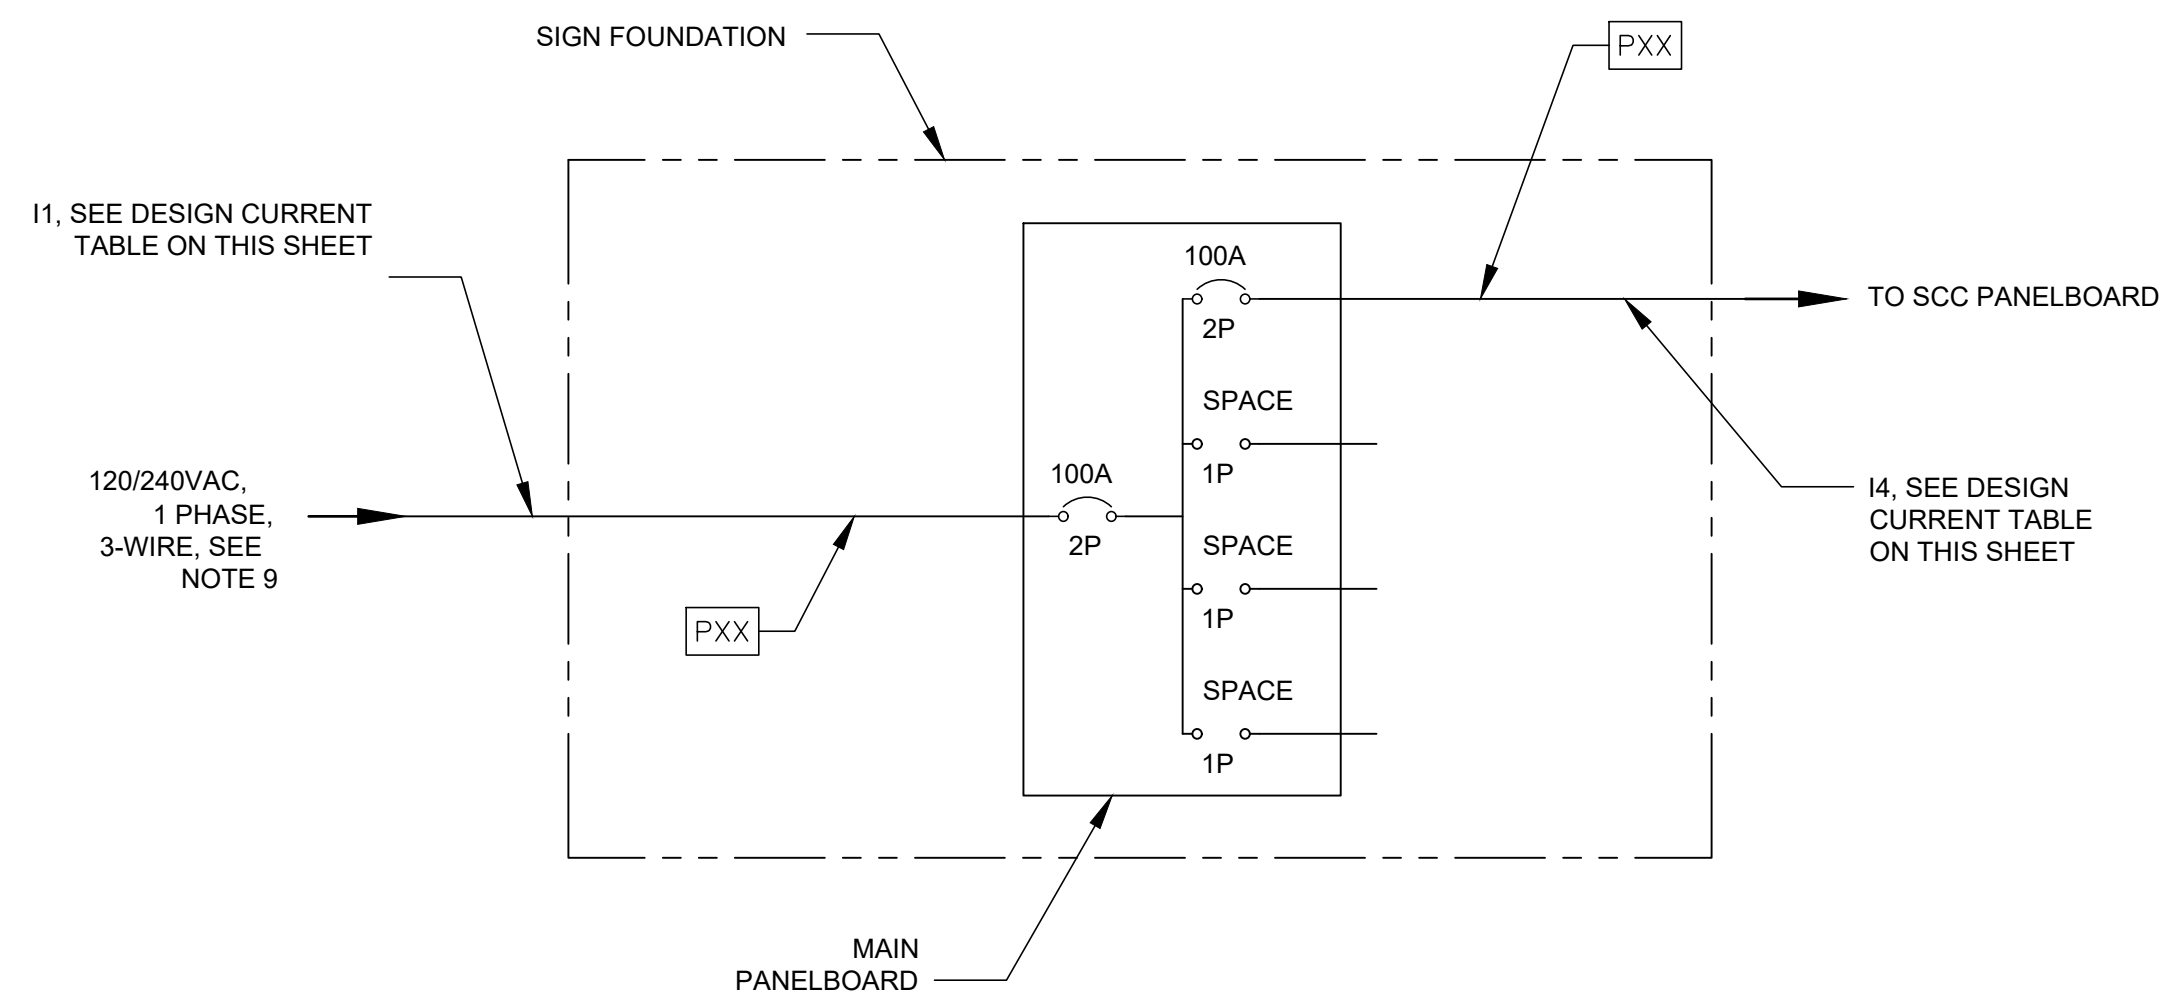 SIGN FOUNDATION
PXX
I1, SEE DESIGN CURRENT
TABLE ON THIS SHEET
100A
2P
TO SCC PANELBOARD
SPACE
1P
120/240VAC,
1 PHASE,
3-WIRE, SEE
NOTE 9
100A
2P
SPACE
1P
I4, SEE DESIGN
CURRENT TABLE
ON THIS SHEET
PXX
SPACE
1P
MAIN
PANELBOARD